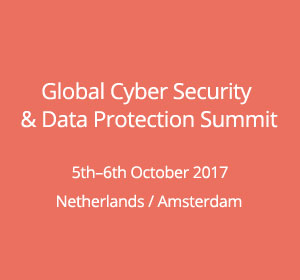 Global Cyber Security
& Data Protection Summit
5th–6th October 2017
Netherlands / Amsterdam